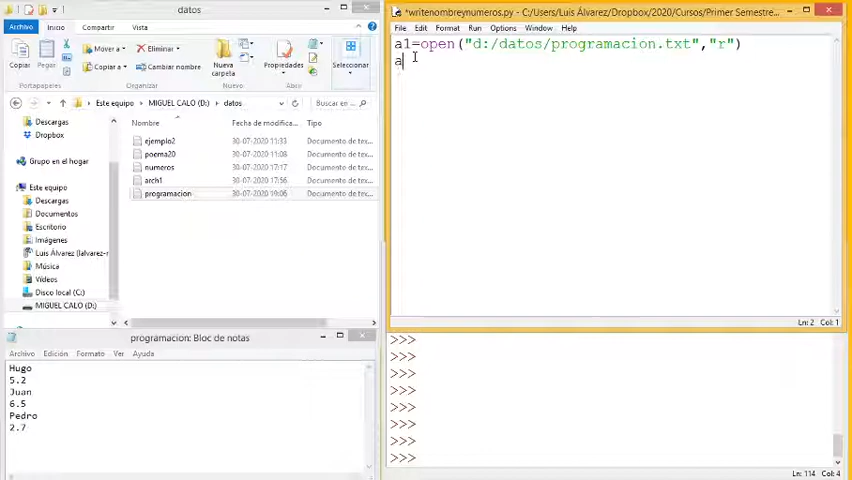 datos
Archivo Inicio Compartir Vista
Copiar Pegar Mover a Eliminar Copiar a Cambiar nombre Nueva carpeta Propiedades Seleccionar
Portapapeles Organizar Nuevo Abrir
Este equipo MIGUEL CALO (D:) datos Buscar en ...
Nombre Fecha de modifica... Tipo
Descargas
Dropbox
Grupo en el hogar
Este equipo
Descargas
Documentos
Escritorio
Imágenes
Luis Álvarez (lalvarez-r
Música
Vídeos
Disco local (C:)
MIGUEL CALO (D:)
ejemplo2 30-07-2020 11:33 Documento de tex...
poema20 30-07-2020 11:08 Documento de tex...
numeros 30-07-2020 17:17 Documento de tex...
arch1 30-07-2020 17:56 Documento de tex...
programacion 30-07-2020 19:06 Documento de tex...
programacion: Bloc de notas
Archivo Edición Formato Ver Ayuda
Hugo
5.2
Juan
6.5
Pedro
2.7
*writenombreynumeros.py - C:/Users/Luis Álvarez/Dropbox/2020/Cursos/Primer Semestre...
File Edit Format Run Options Window Help
a1=open("d:/datos/programacion.txt","r")
a
Ln: 2 Col: 1
>>>
>>>
>>>
>>>
>>>
>>>
>>>
>>>
Ln: 114 Col: 4